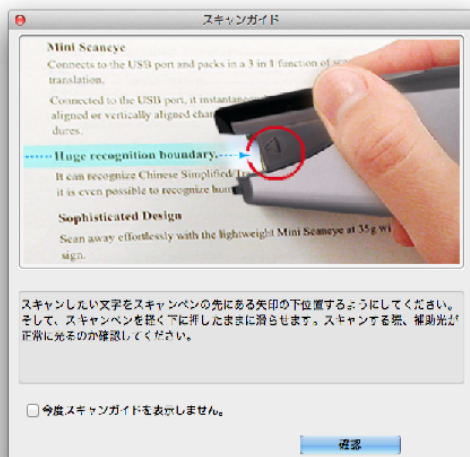 スキャンガイド
Mini Scaneye
Connects to the USB port and packs in a 3 in 1 function of
translation.
Connected to the USB port, it
aligned or vertically aligned
dures.
Huge recognition boundary.
It can recognize Chinese Simplified/
it is even possible to recognize
Sophisticated Design
Scan away effortlessly with the lightweight Mini Scaneye at 35g
sign.
スキャンしたい文字をスキャンペンの先にある矢印の下位置するようにしてください。
そして、スキャンペンを軽く下に押したままに滑らせます。スキャンする際、補助光が
正常に光るのか確認してください。
今度スキャンガイドを表示しません。
確認